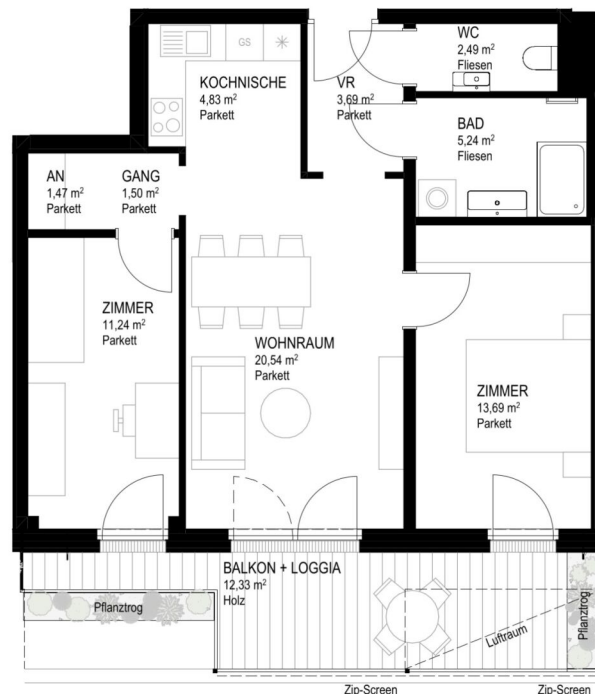 WC
2,49 m²
Fliesen
GS
KOCHNISCHE
4,83 m²
Parkett
VR
3,69 m²
Parkett
BAD
5,24 m²
Fliesen
AN
1,47 m²
Parkett
GANG
1,50 m²
Parkett
ZIMMER
11,24 m²
Parkett
WOHNRAUM
20,54 m²
Parkett
ZIMMER
13,69 m²
Parkett
BALKON + LOGGIA
12,33 m²
Holz
Pflanztrog
Luftraum
Pflanztrog
Zip-Screen
Zip-Screen